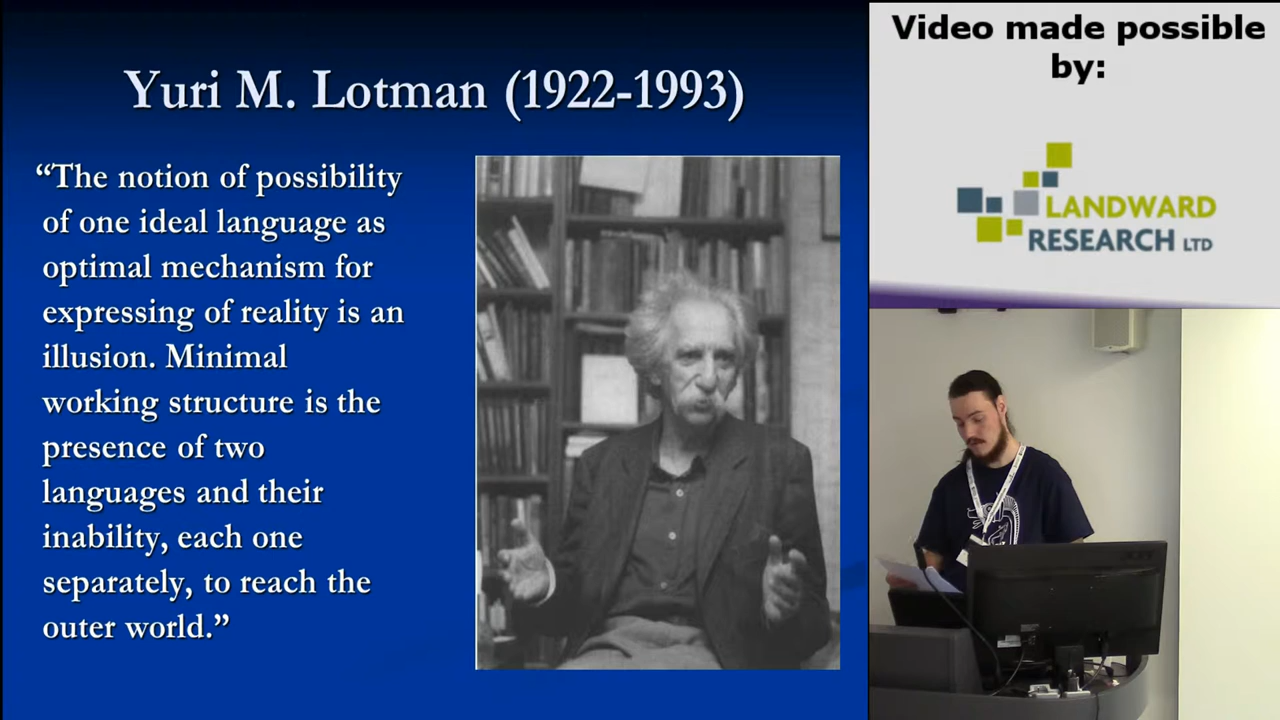 Yuri M. Lotman (1922-1993)
“The notion of possibility
of one ideal language as
optimal mechanism for
expressing of reality is an
illusion. Minimal
working structure is the
presence of two
languages and their
inability, each one
separately, to reach the
outer world.”
Video made possible
by:
LANDWARD
RESEARCH LTD